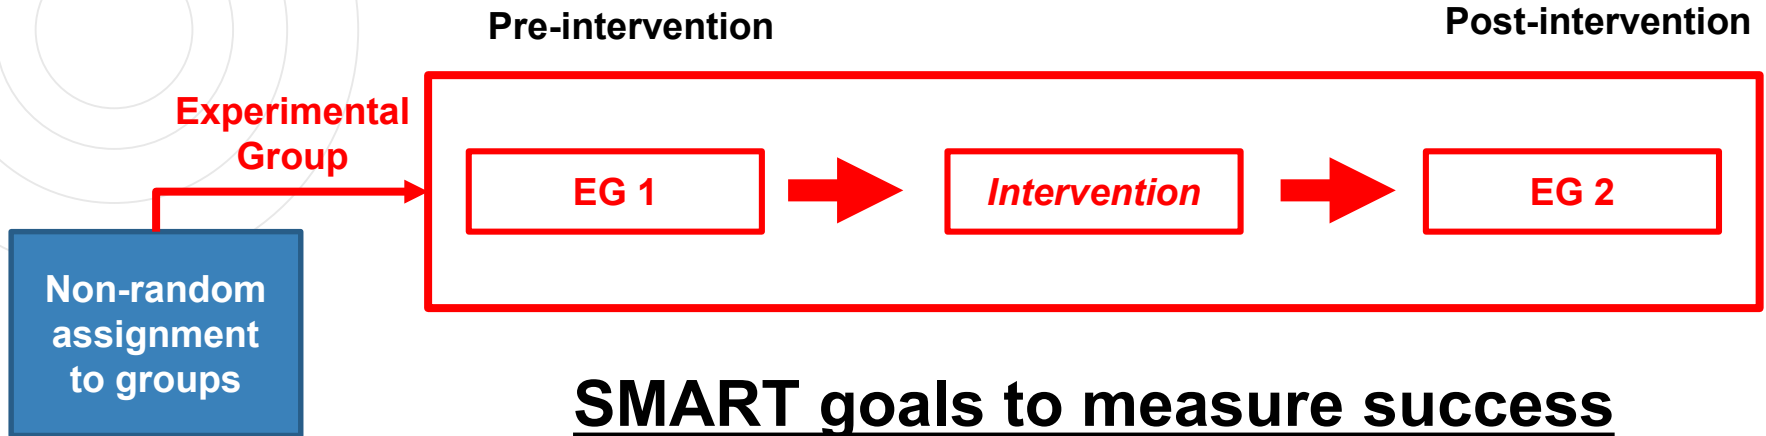 Pre-intervention
Post-intervention
Experimental
Group
EG 1
Intervention
EG 2
Non-random
assignment
to groups
SMART goals to measure success